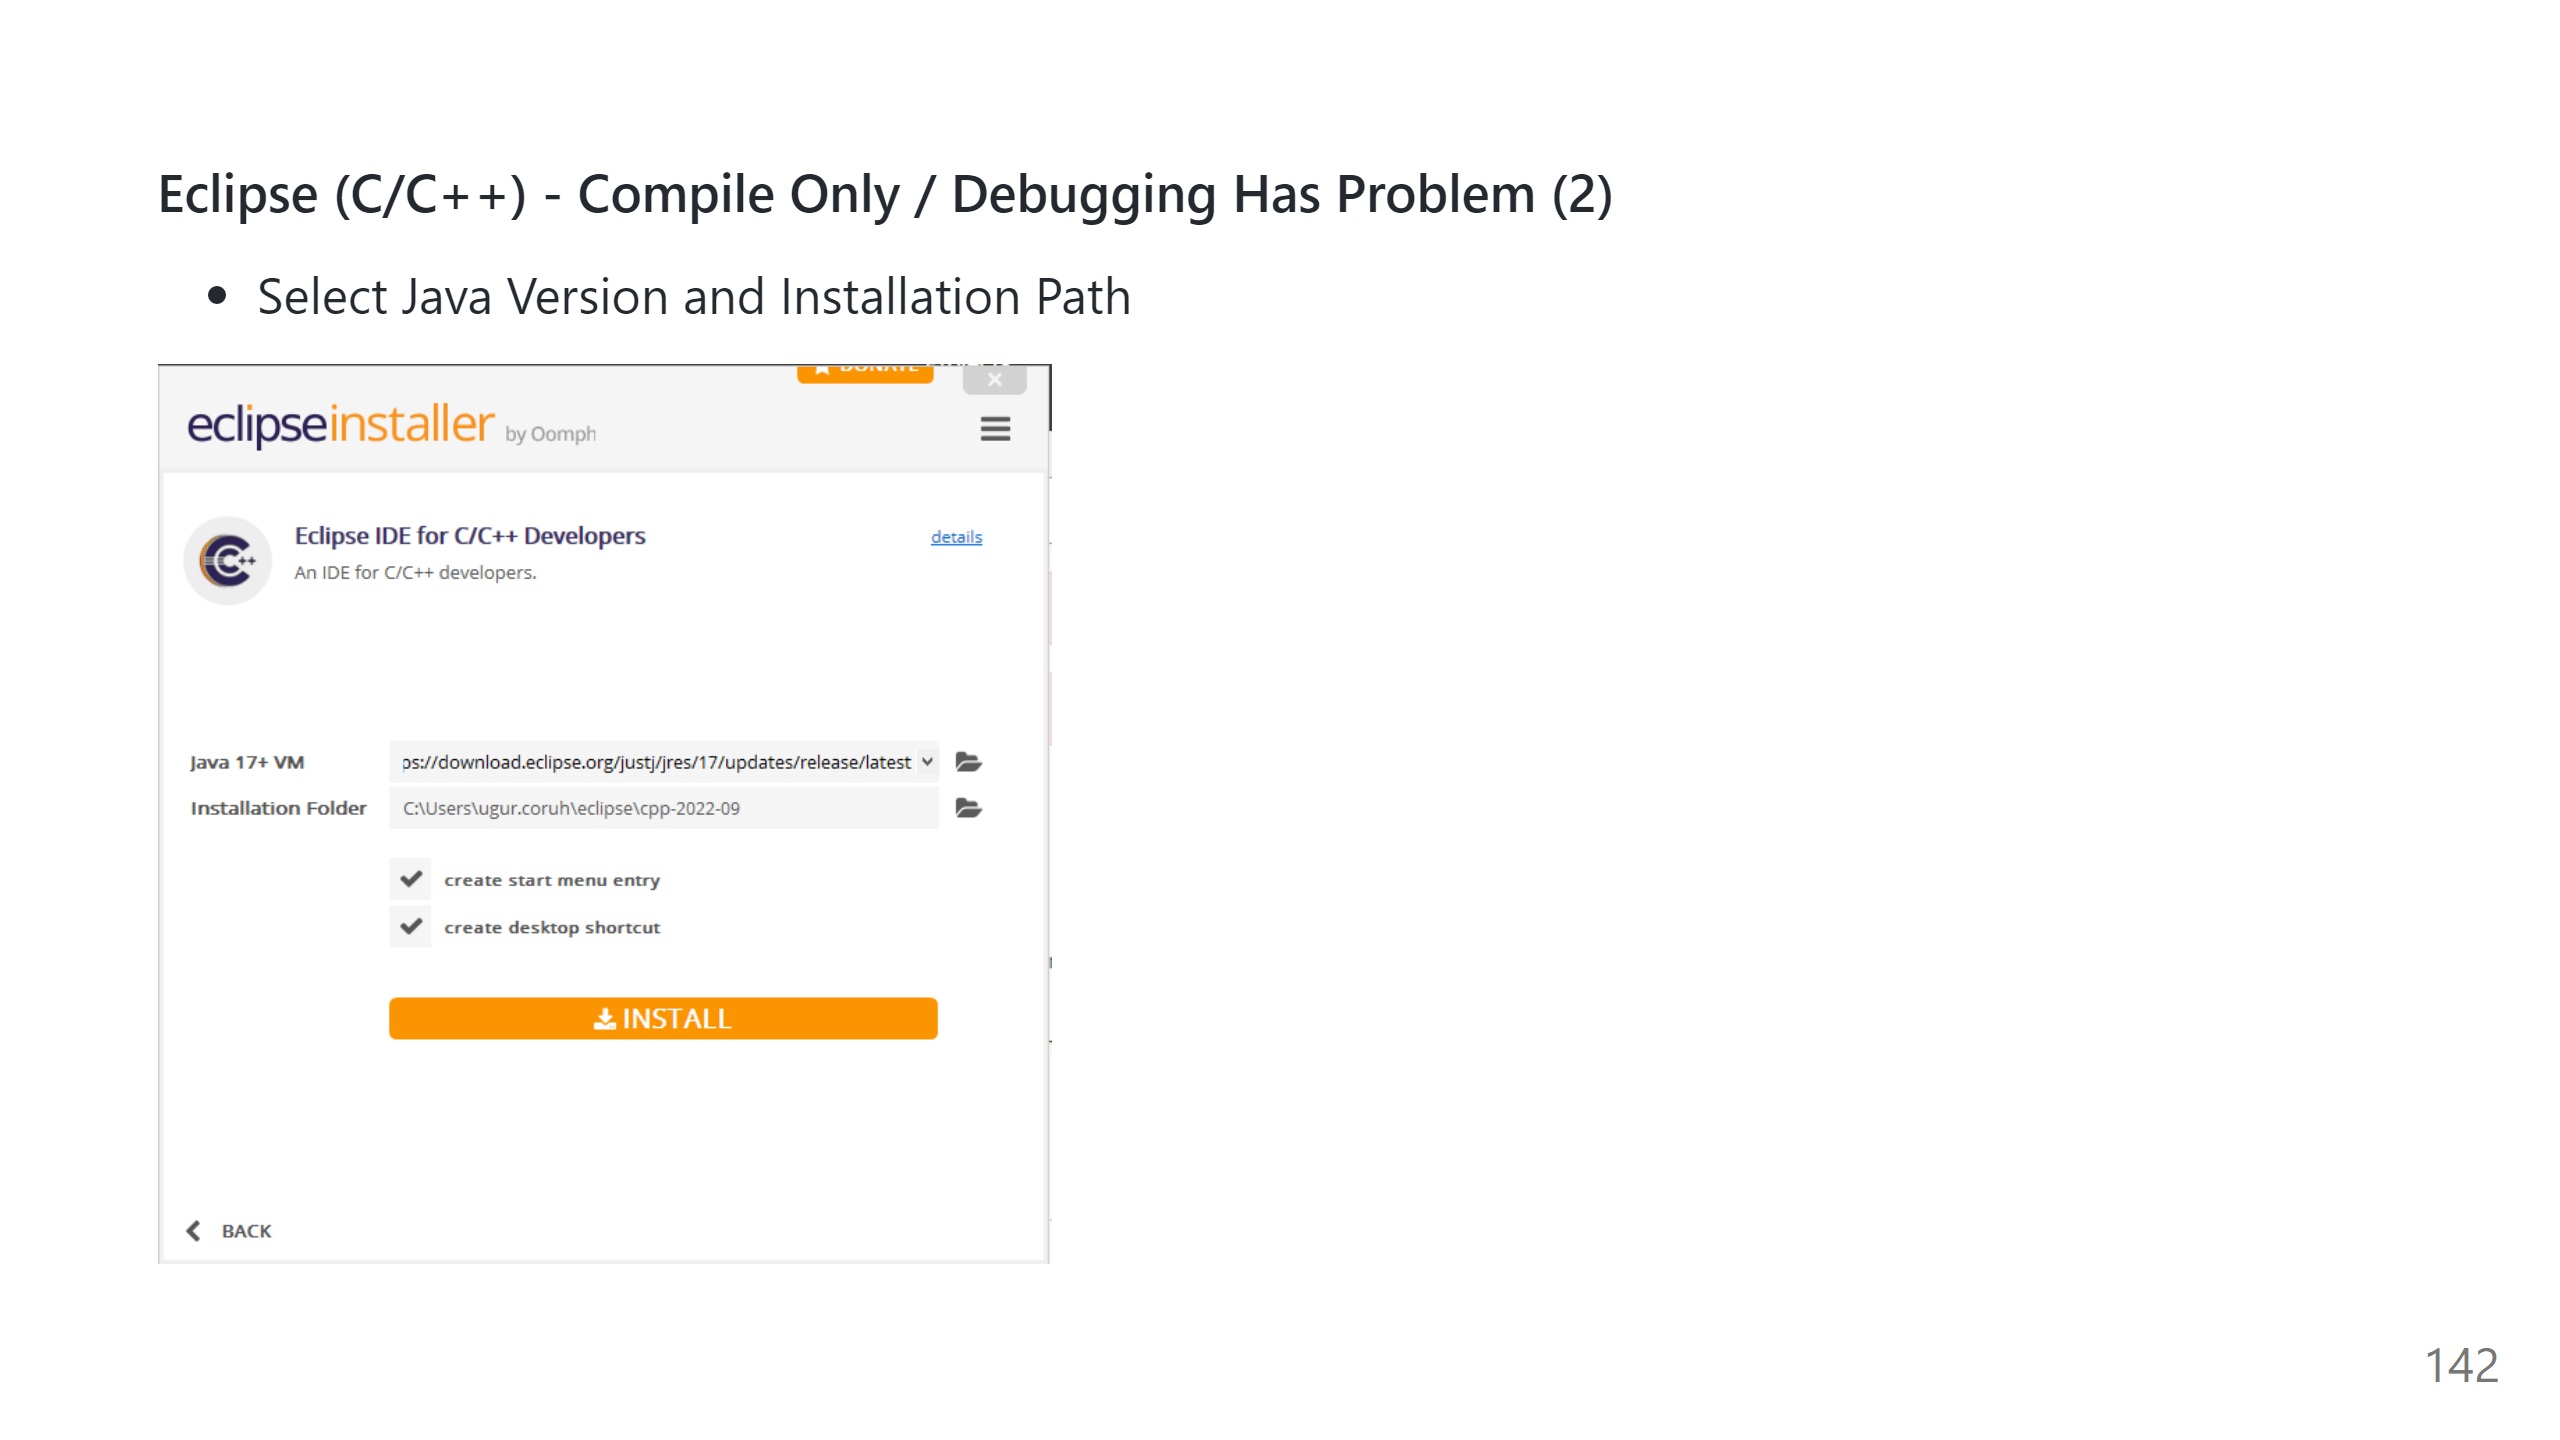 Eclipse (C/C++) - Compile Only / Debugging Has Problem (2)
• Select Java Version and Installation Path
DONATE
eclipseinstaller by Oomph
Eclipse IDE for C/C++ Developers
details
An IDE for C/C++ developers.
Java 17+ VM
ps://download.eclipse.org/justj/jres/17/updates/release/latest
Installation Folder
C:\Users\ugur.coruh\eclipse\cpp-2022-09
create start menu entry
create desktop shortcut
INSTALL
BACK
142